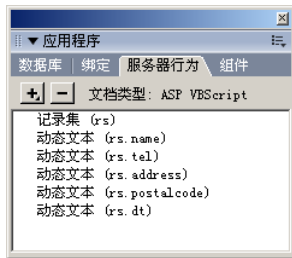 ▼ 应用程序
数据库 绑定 服务器行为 组件
文档类型: ASP VBScript
记录集 (rs)
动态文本 (rs.name)
动态文本 (rs.tel)
动态文本 (rs.address)
动态文本 (rs.postalcode)
动态文本 (rs.dt)